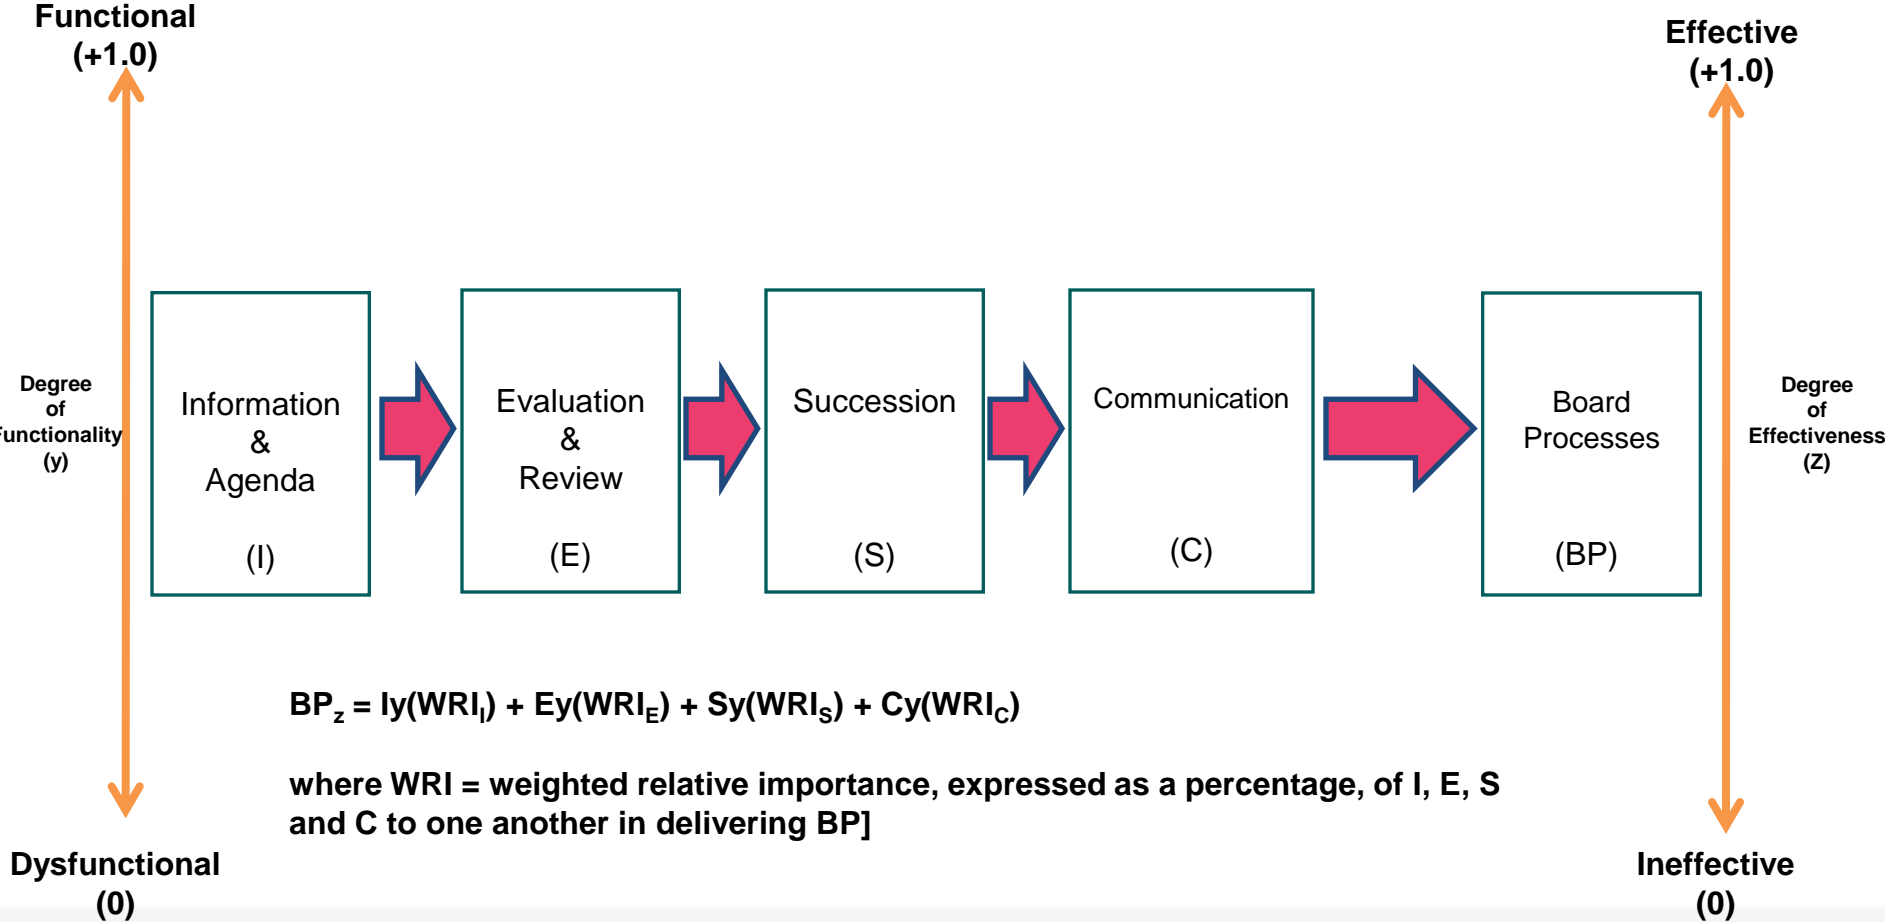 Functional
(+1.0)
Effective
(+1.0)
Degree
of
Functionality
(y)
Information
&
Agenda
(I)
Evaluation
&
Review
(E)
Succession
(S)
Communication
(C)
Board
Processes
(BP)
Degree
of
Effectiveness
(Z)
BPz = Iy(WRII) + Ey(WRIE) + Sy(WRIS) + Cy(WRIC)
where WRI = weighted relative importance, expressed as a percentage, of I, E, S
and C to one another in delivering BP]
Dysfunctional
(0)
Ineffective
(0)